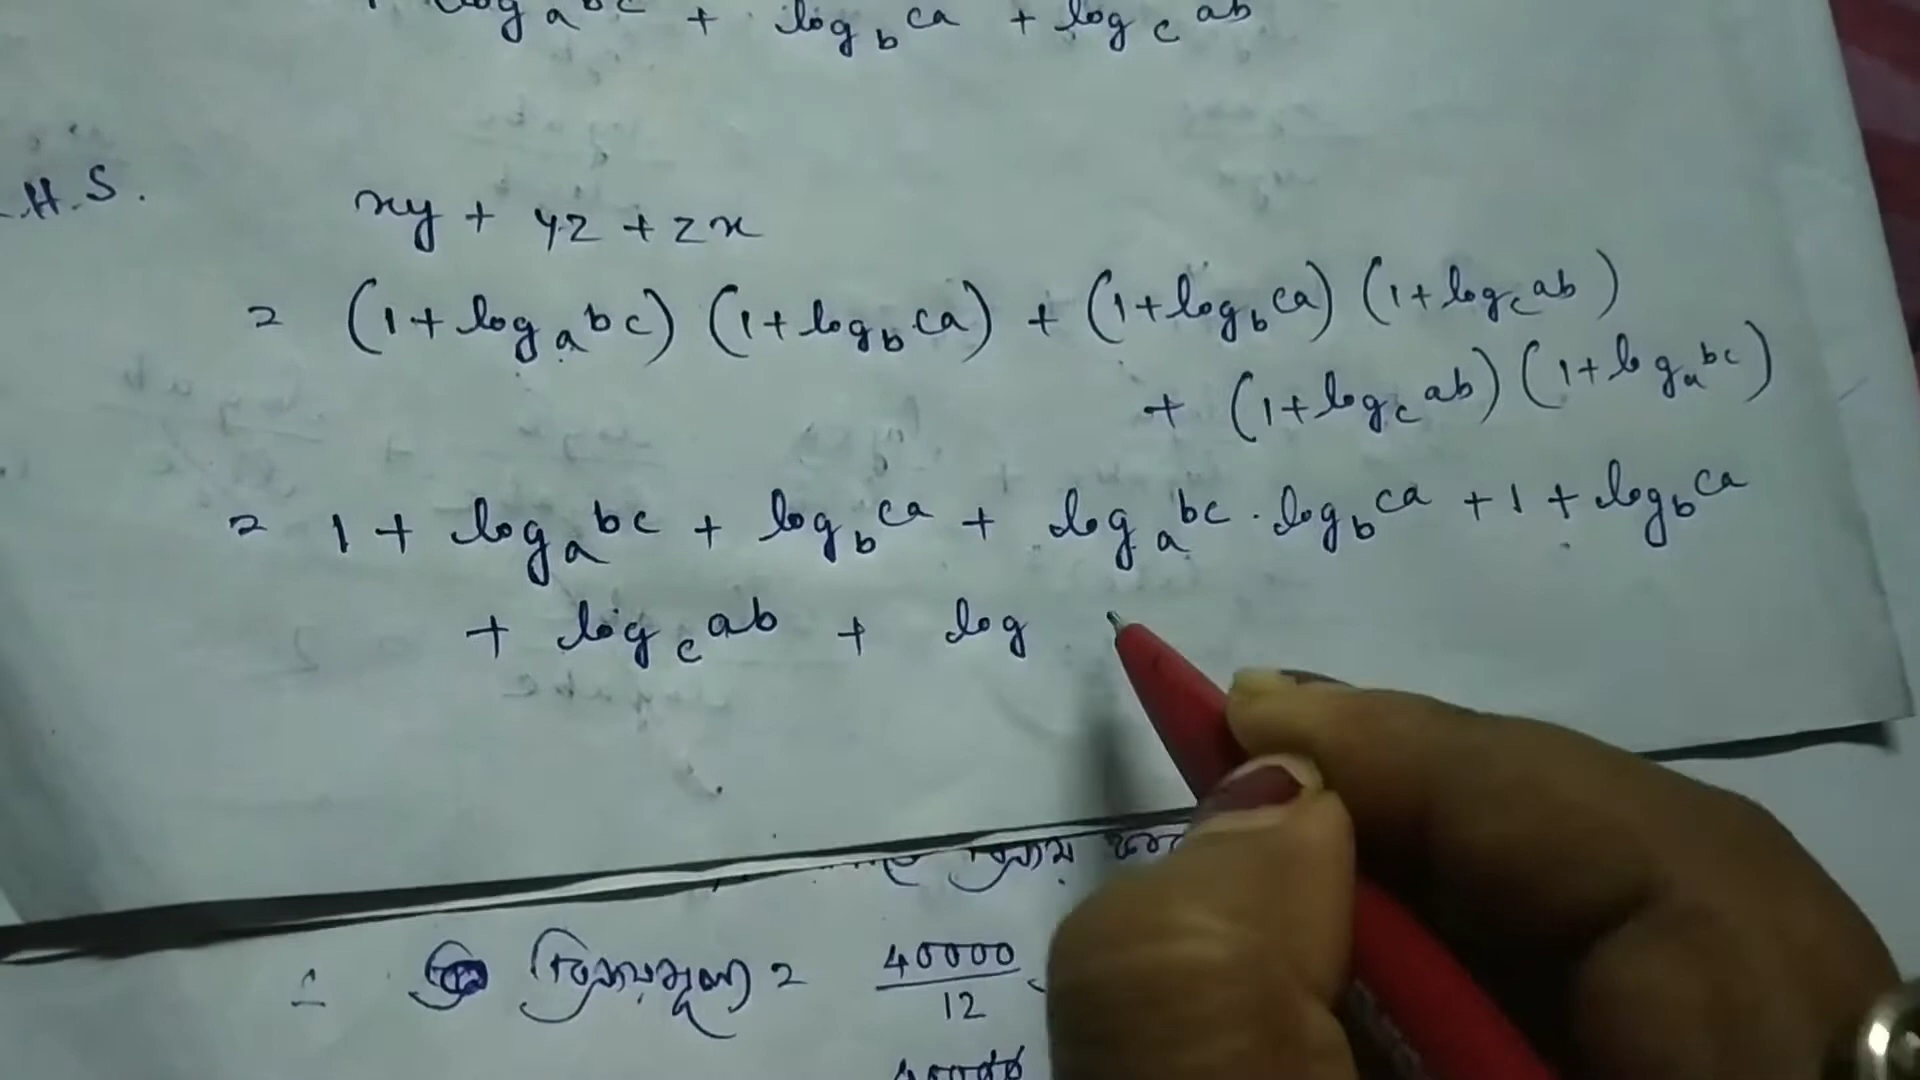 log_a bc + log_b ca + log_c ab
H.S. xy + yz + zx
= (1+log_a bc) (1+log_b ca) + (1+log_b ca) (1+log_c ab)
+ (1+log_c ab) (1+log_a bc)
= 1 + log_a bc + log_b ca + log_a bc . log_b ca + 1 + log_b ca
+ log_c ab + log
= 40000/12